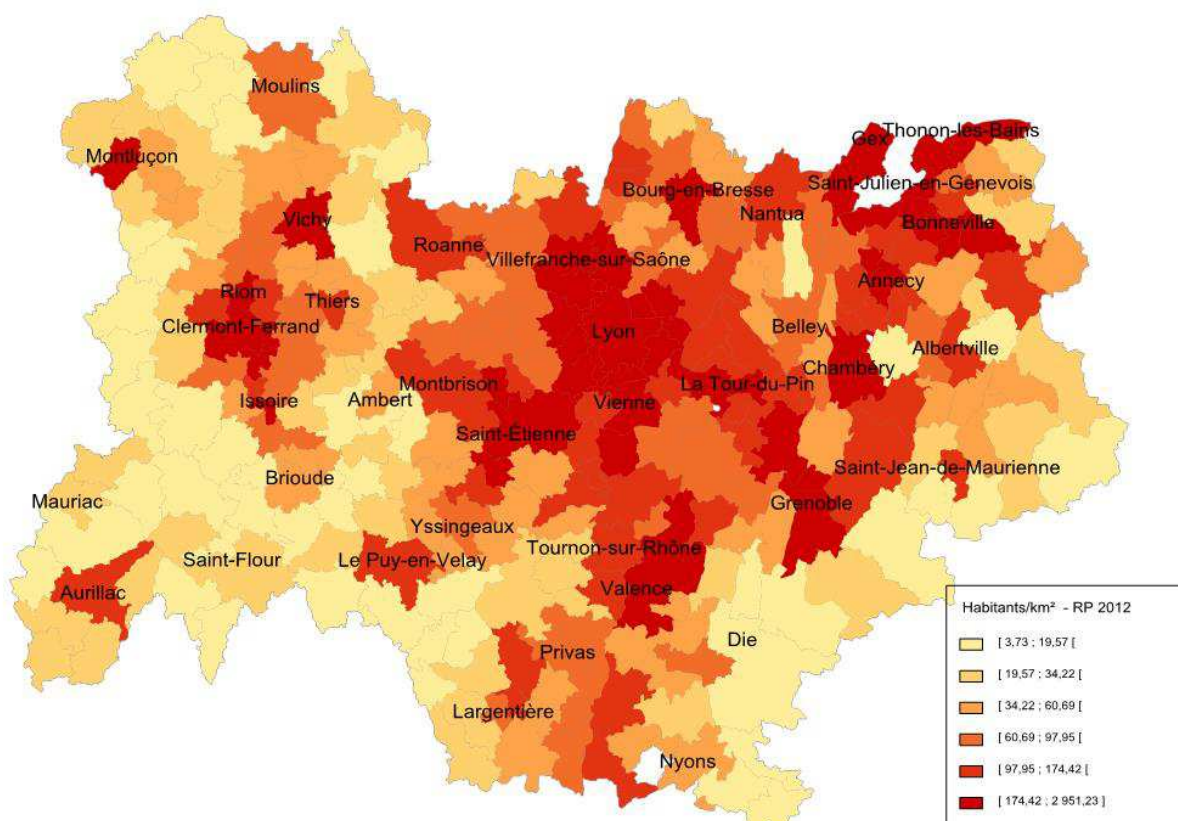 Moulins
Montluçon
Gex
Thonon-les-Bains
Saint-Julien-en-Genevois
Bourg-en-Bresse
Nantua
Bonneville
Vichy
Roanne
Villefranche-sur-Saône
Annecy
Riom
Thiers
Clermont-Ferrand
Lyon
Belley
Albertville
Chambéry
Montbrison
La Tour-du-Pin
Issoire
Ambert
Vienne
Saint-Étienne
Saint-Jean-de-Maurienne
Brioude
Mauriac
Grenoble
Yssingeaux
Saint-Flour
Le Puy-en-Velay
Tournon-sur-Rhône
Aurillac
Valence
Die
Privas
Largentière
Nyons
Habitants/km² - RP 2012
[ 3,73 ; 19,57 [
[ 19,57 ; 34,22 [
[ 34,22 ; 60,69 [
[ 60,69 ; 97,95 [
[ 97,95 ; 174,42 [
[ 174,42 ; 2 951,23 ]